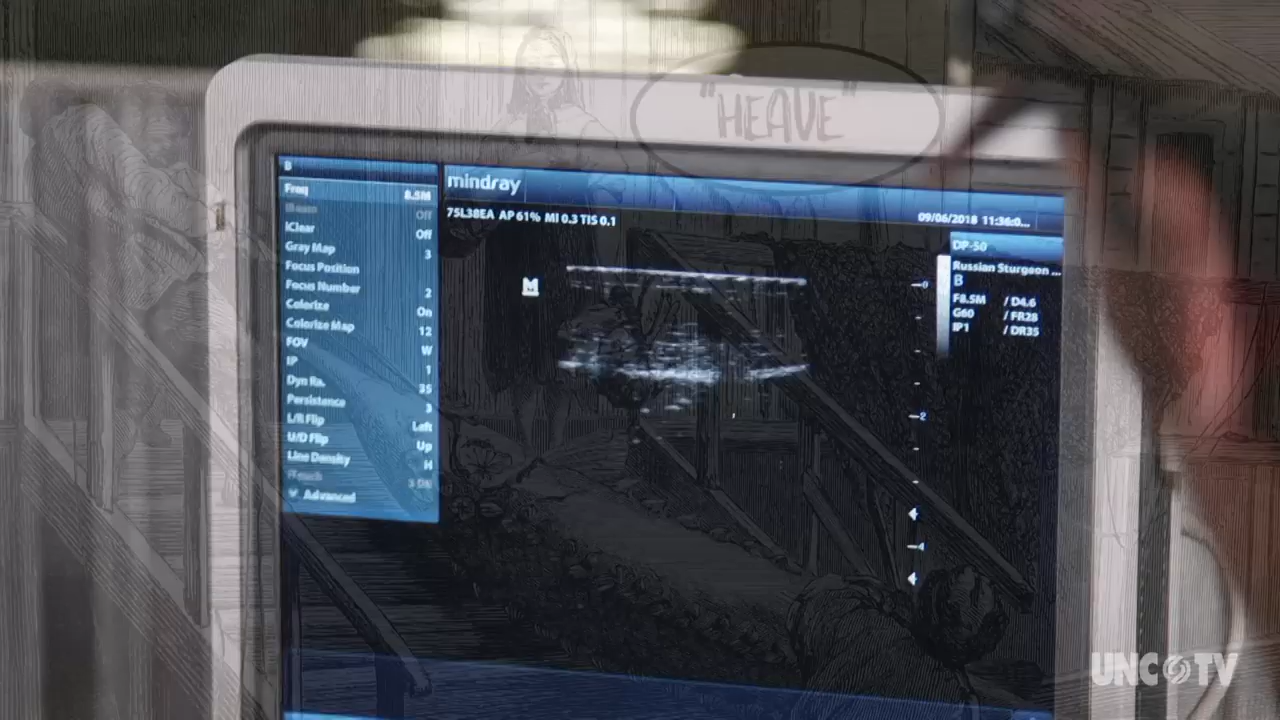 "HEAVE"
B
mindray
Freq 8.5M
Off
iClear Off
Gray Map 3
Focus Position
Focus Number 2
Colorize On
Colorize Map 12
FOV W
IP 1
Dyn Ra. 35
Persistence 3
L/R Flip Left
U/D Flip Up
Line Density H
Advanced
75L38EA AP 61% MI 0.3 TIS 0.1
09/06/2018 11:36:0...
M
DP-50
Russian Sturgeon ...
B
F8.5M / D4.6
G60 / FR28
IP1 / DR35
0
2
4
UNC TV